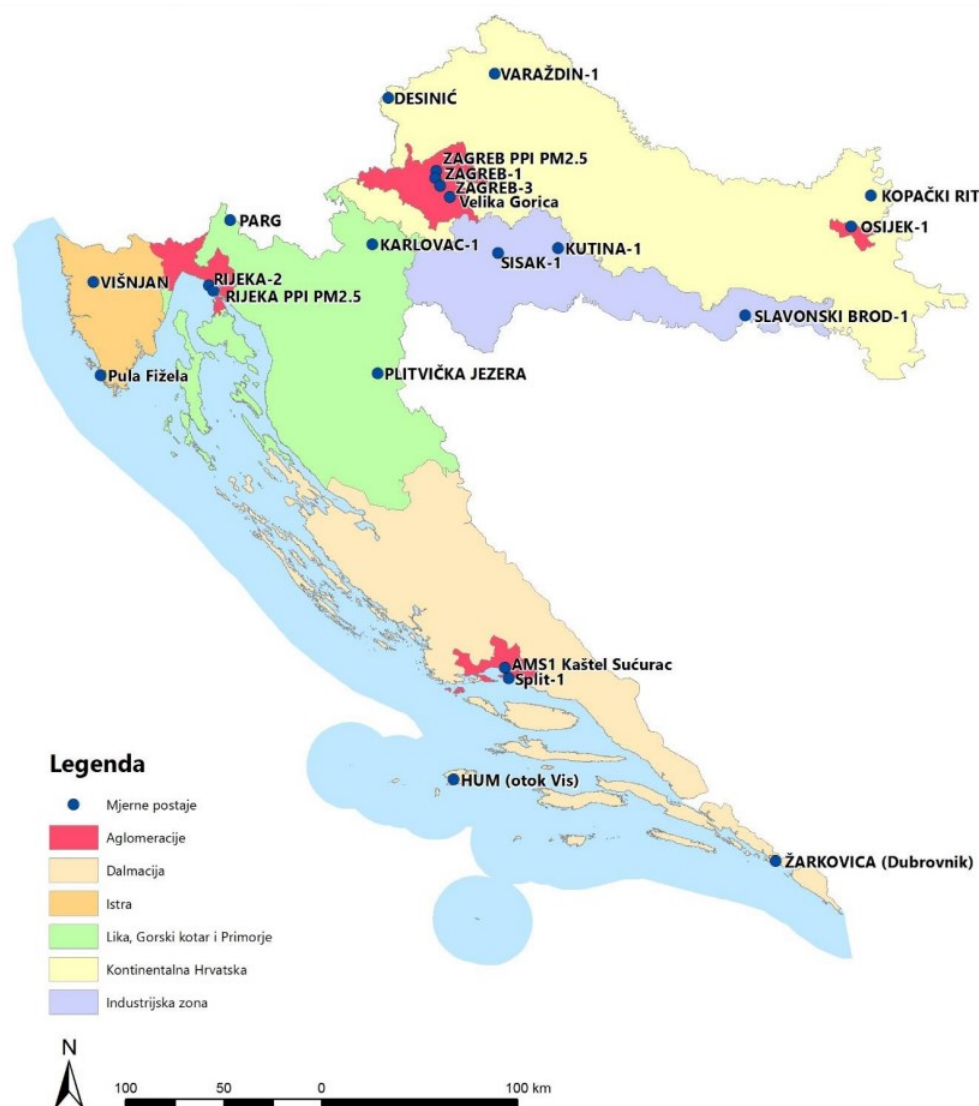 VARAŽDIN-1
DESINIĆ
ZAGREB PPI PM2.5
ZAGREB-1
ZAGREB-3
Velika Gorica
KOPAČKI RIT
OSIJEK-1
PARG
KARLOVAC-1
KUTINA-1
SISAK-1
VIŠNJAN
RIJEKA-2
RIJEKA PPI PM2.5
SLAVONSKI BROD-1
Pula Fižela
PLITVIČKA JEZERA
AMS1 Kaštel Sućurac
Split-1
HUM (otok Vis)
ŽARKOVICA (Dubrovnik)
Legenda
Mjerne postaje
Aglomeracije
Dalmacija
Istra
Lika, Gorski kotar i Primorje
Kontinentalna Hrvatska
Industrijska zona
N
100 50 0 100 km